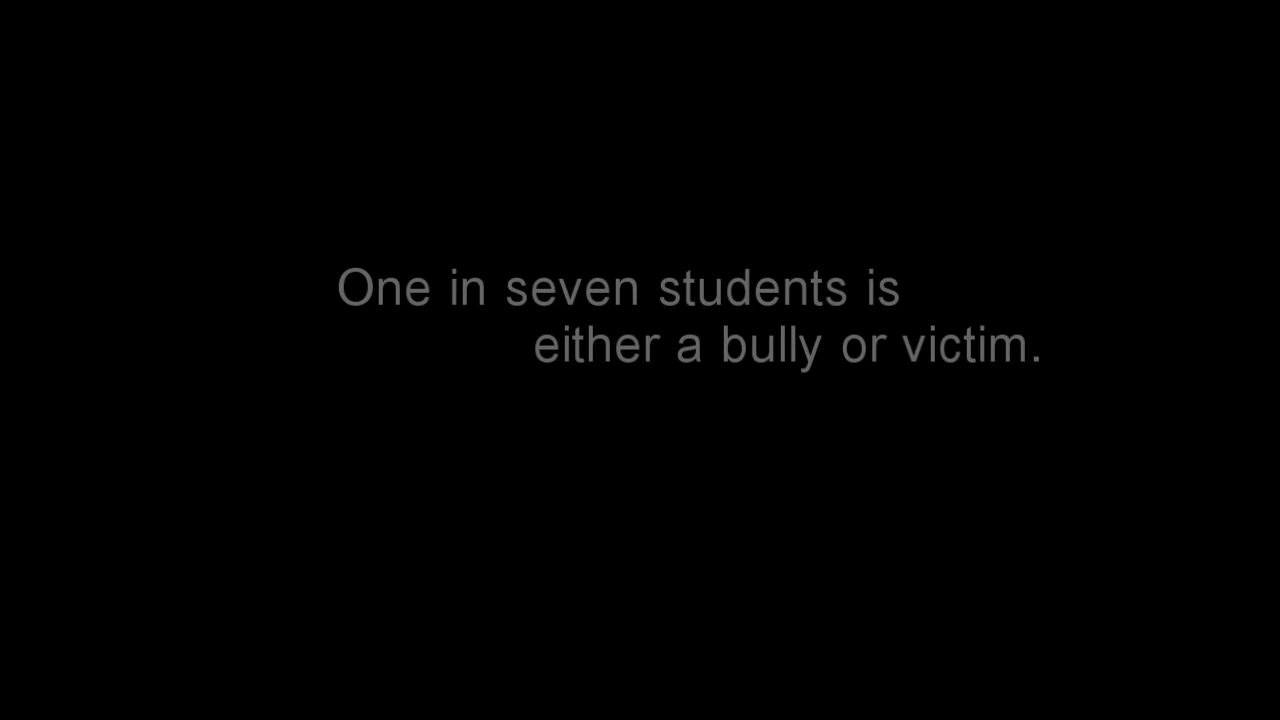 One in seven students is
either a bully or victim.